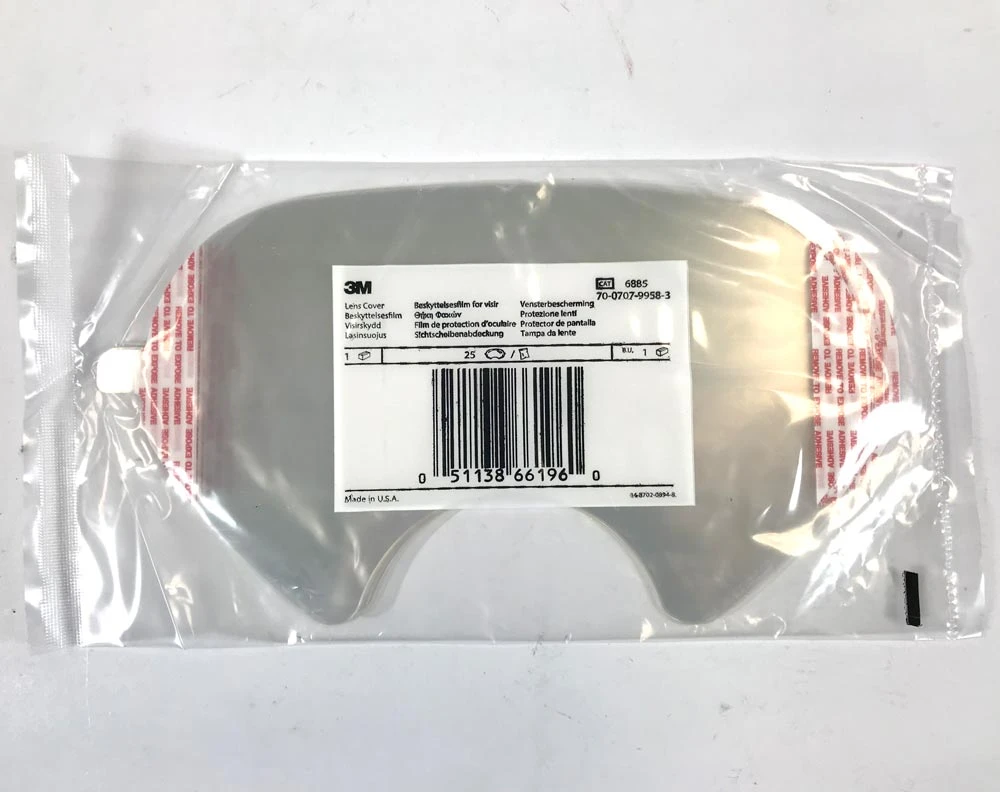 3M
CAT 6885
70-0707-9958-3
Lens Cover
Beskyttelsesfilm
Visirskydd
Lasinsuojus
Beskyttelsesfilm for visir
Θήκη Φακών
Film de protection d'oculaire
Sichtscheibenabdeckung
Vensterbescherming
Protezione lenti
Protector de pantalla
Tampa da lente
1
25 /
B.U. 1
0 51138 66196 0
Made in U.S.A.
REMOVE TO EXPOSE ADHESIVE
REMOVE TO EXPOSE ADHESIVE